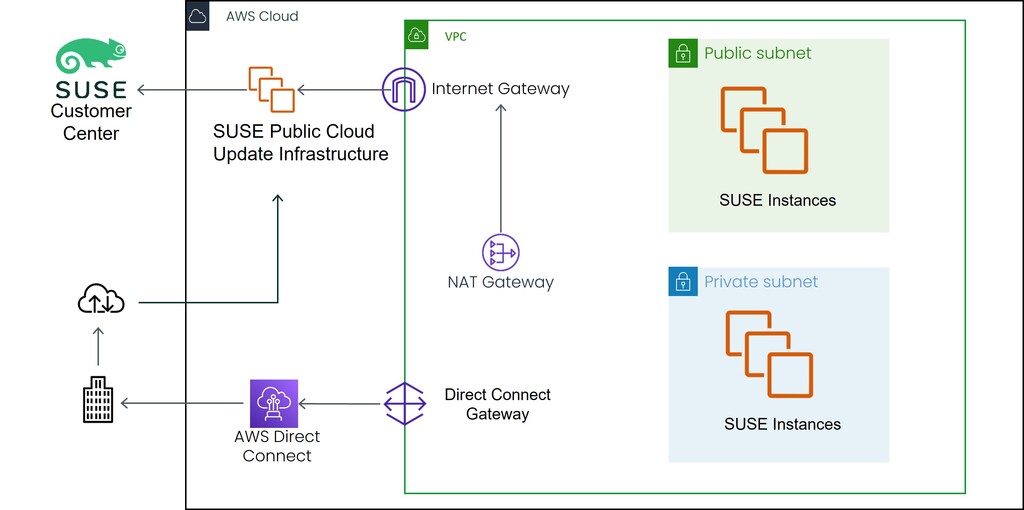 AWS Cloud
VPC
Public subnet
SUSE
Customer
Center
Internet Gateway
SUSE Public Cloud
Update Infrastructure
SUSE Instances
NAT Gateway
Private subnet
Direct Connect
Gateway
SUSE Instances
AWS Direct
Connect